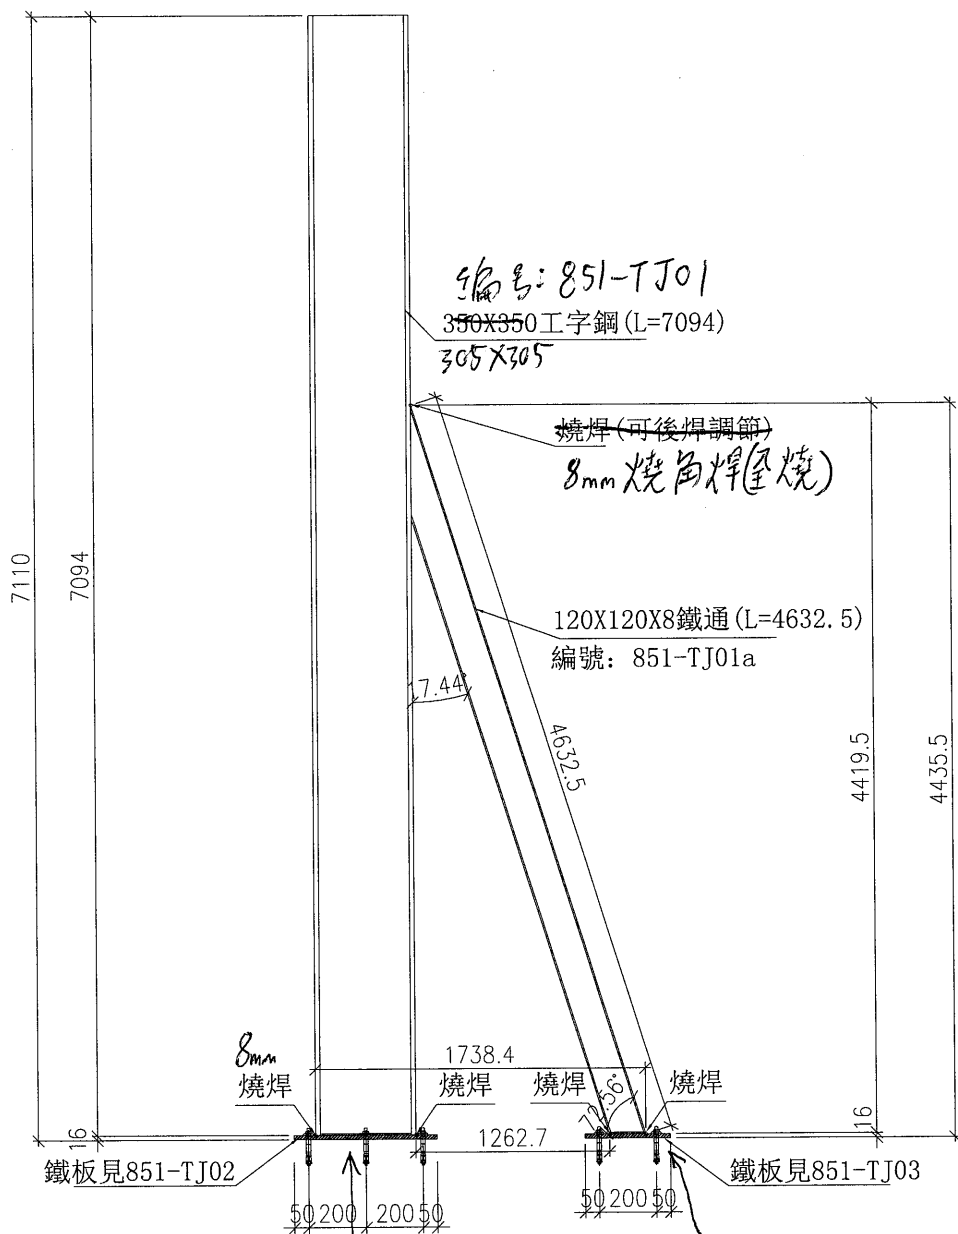 編号: 851-TJ01
350X350工字鋼(L=7094)
305X305
燒焊(可後焊調節)
8mm 燒角焊(全燒)
7110
7094
120X120X8鐵通(L=4632.5)
編號: 851-TJ01a
17.44°
4632.5
4419.5
4435.5
8mm
燒焊
1738.4
燒焊
燒焊
72.56°
燒焊
16
1262.7
16
鐵板見851-TJ02
鐵板見851-TJ03
50 200 200 50
50 200 50